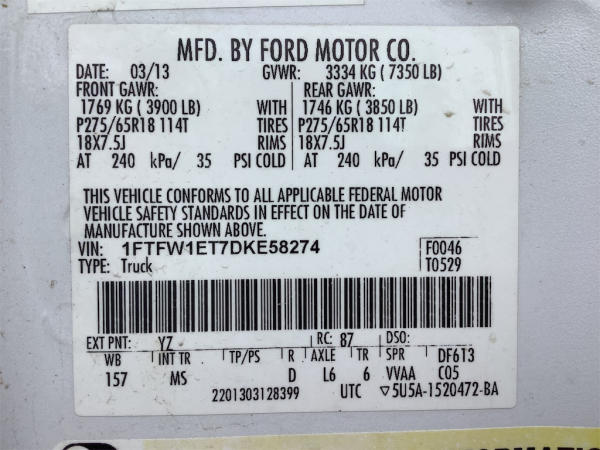 MFD. BY FORD MOTOR CO.
DATE: 03/13 GVWR: 3334 KG (7350 LB)
FRONT GAWR: REAR GAWR:
1769 KG (3900 LB) WITH 1746 KG (3850 LB) WITH
P275/65R18 114T TIRES P275/65R18 114T TIRES
18X7.5J RIMS 18X7.5J RIMS
AT 240 kPa/ 35 PSI COLD AT 240 kPa/ 35 PSI COLD
THIS VEHICLE CONFORMS TO ALL APPLICABLE FEDERAL MOTOR
VEHICLE SAFETY STANDARDS IN EFFECT ON THE DATE OF
MANUFACTURE SHOWN ABOVE.
VIN: 1FTFW1ET7DKE58274 F0046
TYPE: Truck T0529
EXT PNT: YZ RC: 87 DSO:
WB INT TR TP/PS R AXLE TR SPR DF613
157 MS D L6 6 VVAA C05
2201303128399 UTC ▽5U5A-1520472-BA